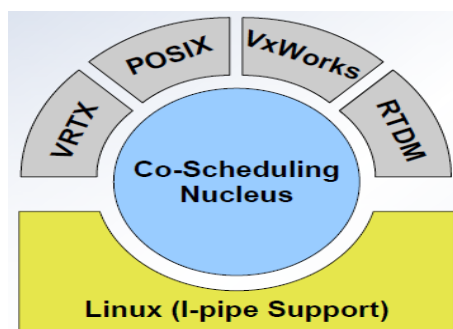 VRTX
POSIX
VxWorks
RTDM
Co-Scheduling
Nucleus
Linux (I-pipe Support)